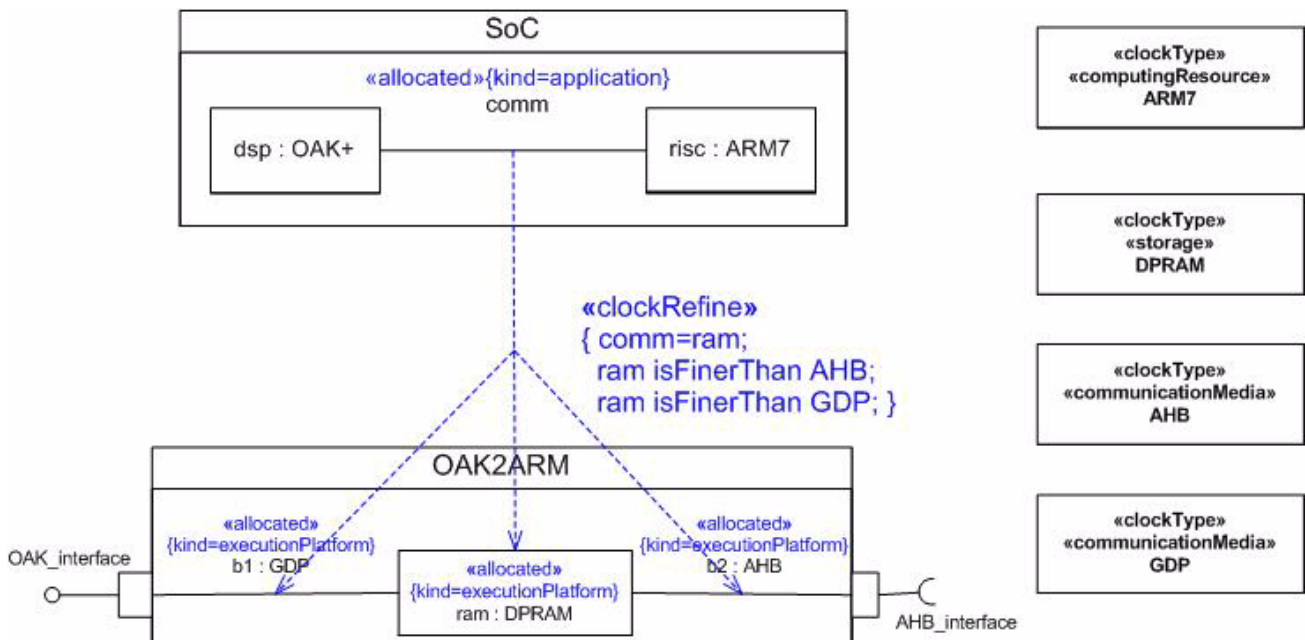 SoC
«allocated»{kind=application}
comm
dsp : OAK+
risc : ARM7
«clockRefine»
{ comm=ram;
ram isFinerThan AHB;
ram isFinerThan GDP; }
OAK2ARM
«allocated»
{kind=executionPlatform}
b1 : GDP
«allocated»
{kind=executionPlatform}
ram : DPRAM
«allocated»
{kind=executionPlatform}
b2 : AHB
OAK_interface
AHB_interface
«clockType»
«computingResource»
ARM7
«clockType»
«storage»
DPRAM
«clockType»
«communicationMedia»
AHB
«clockType»
«communicationMedia»
GDP